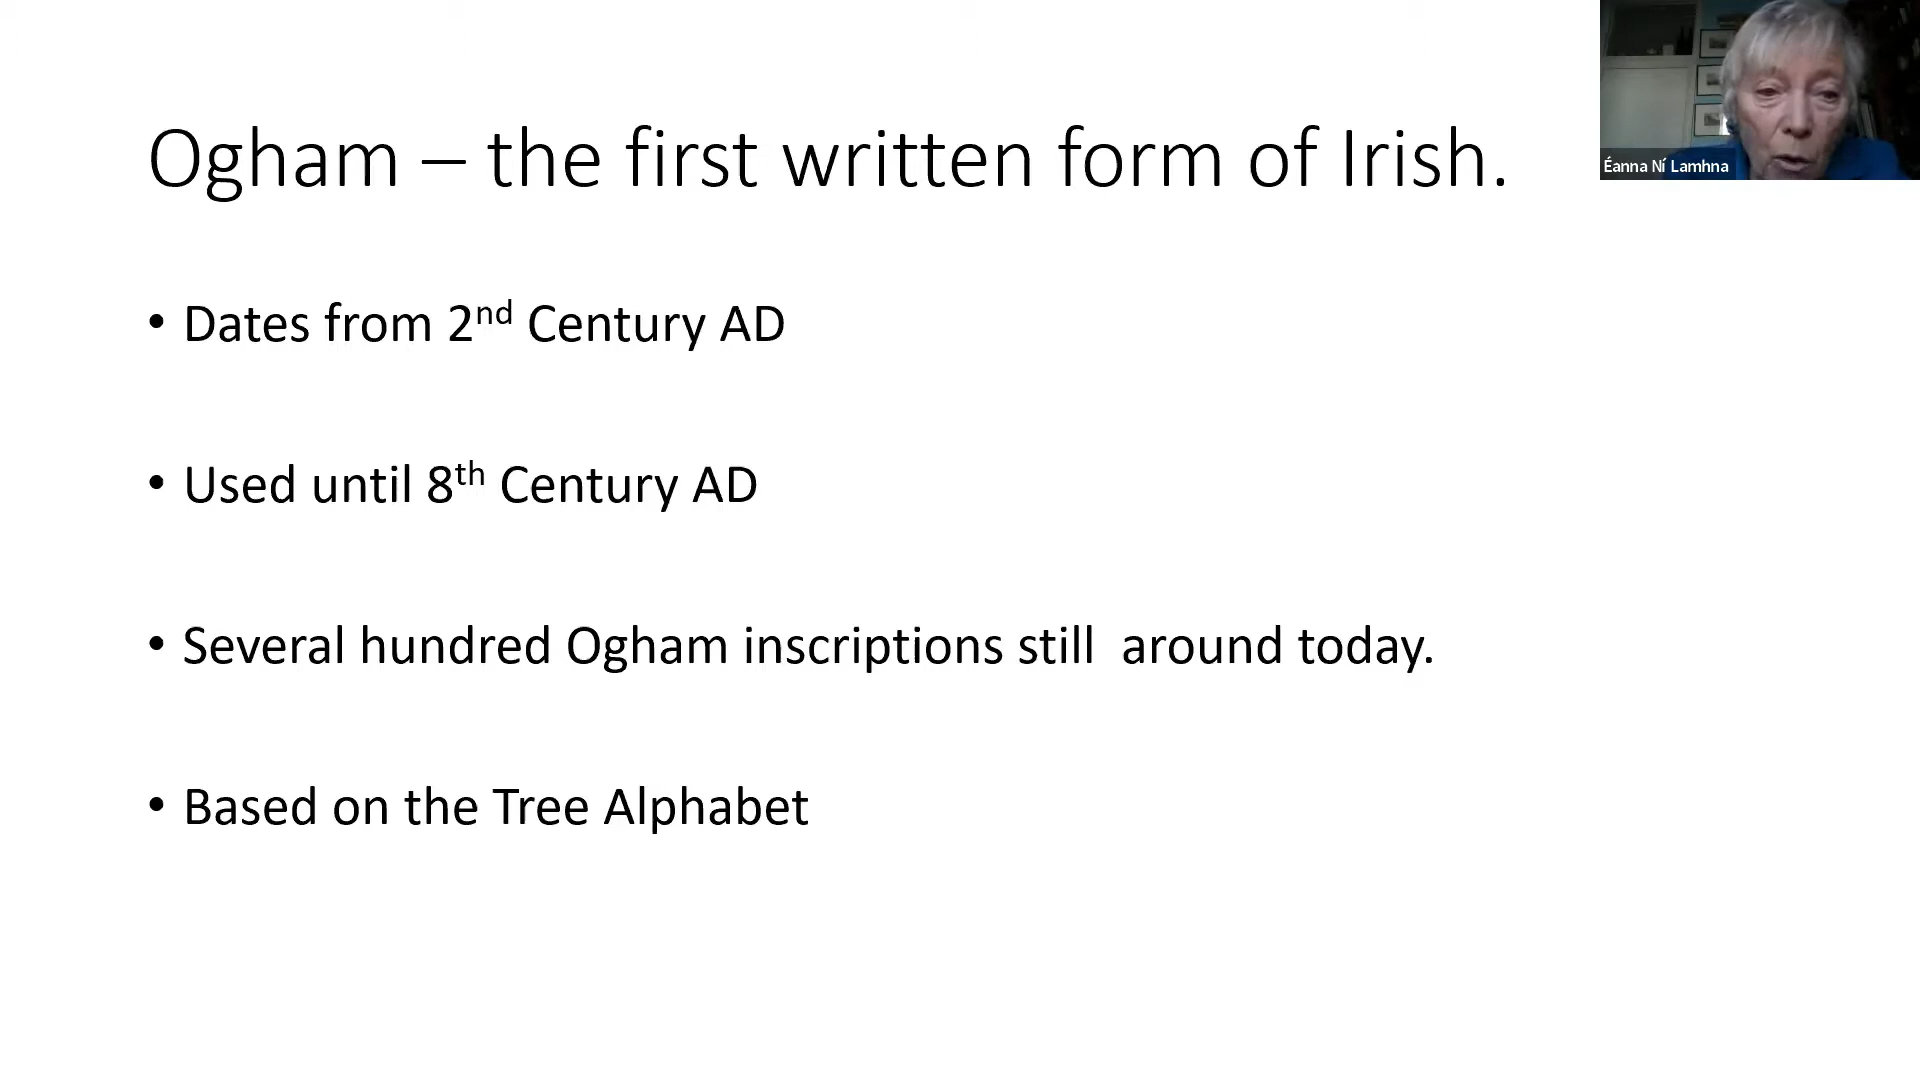 Ogham – the first written form of Irish.
Éanna Ní Lamhna
• Dates from 2nd Century AD
• Used until 8th Century AD
• Several hundred Ogham inscriptions still  around today.
• Based on the Tree Alphabet